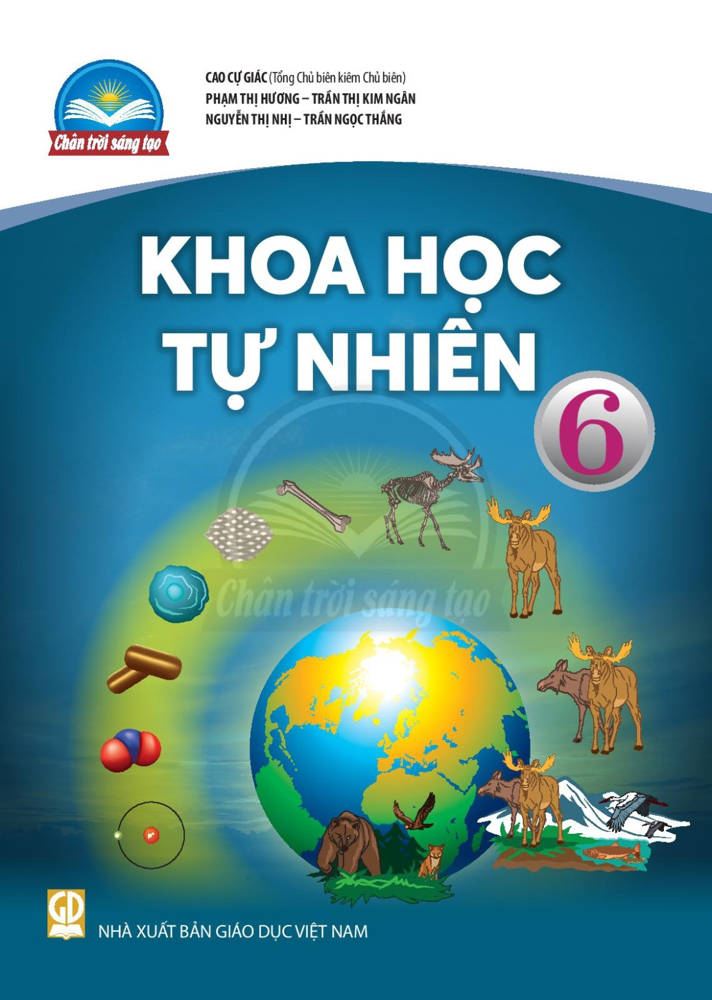 CAO CỰ GIÁC (Tổng Chủ biên kiêm Chủ biên)
PHẠM THỊ HƯƠNG – TRẦN THỊ KIM NGÂN
NGUYỄN THỊ NHỊ – TRẦN NGỌC THẮNG
Chân trời sáng tạo
KHOA HỌC
TỰ NHIÊN
6
Chân trời sáng tạo
GD
NHÀ XUẤT BẢN GIÁO DỤC VIỆT NAM